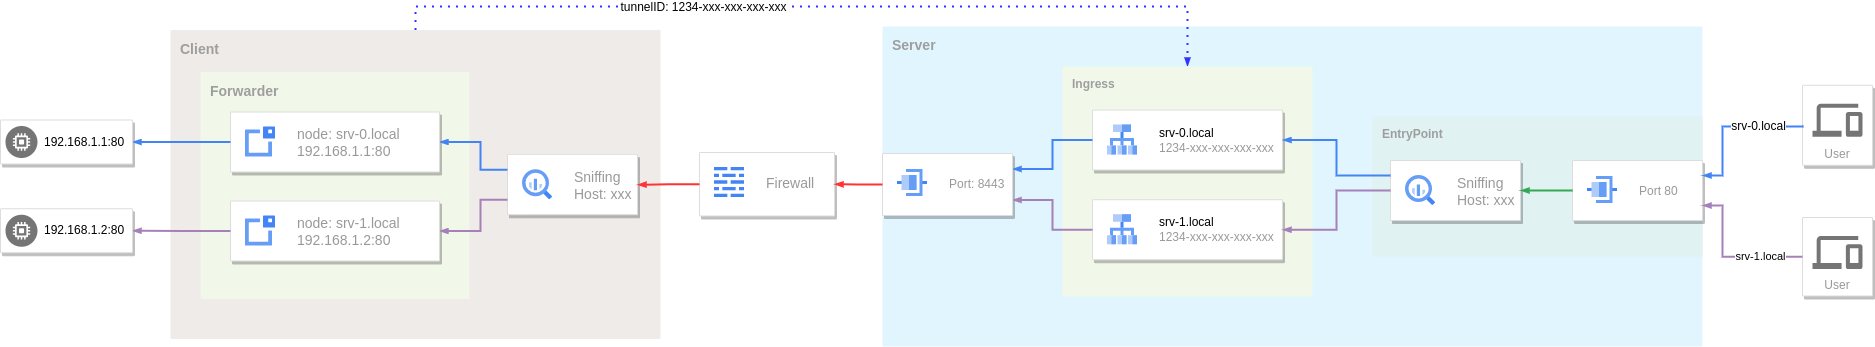 tunnelID: 1234-xxx-xxx-xxx-xxx
Client
Forwarder
192.168.1.1:80
192.168.1.2:80
node: srv-0.local
192.168.1.1:80
node: srv-1.local
192.168.1.2:80
Sniffing
Host: xxx
Firewall
Server
Port: 8443
Ingress
srv-0.local
1234-xxx-xxx-xxx-xxx
srv-1.local
1234-xxx-xxx-xxx-xxx
EntryPoint
Sniffing
Host: xxx
Port 80
srv-0.local
User
srv-1.local
User